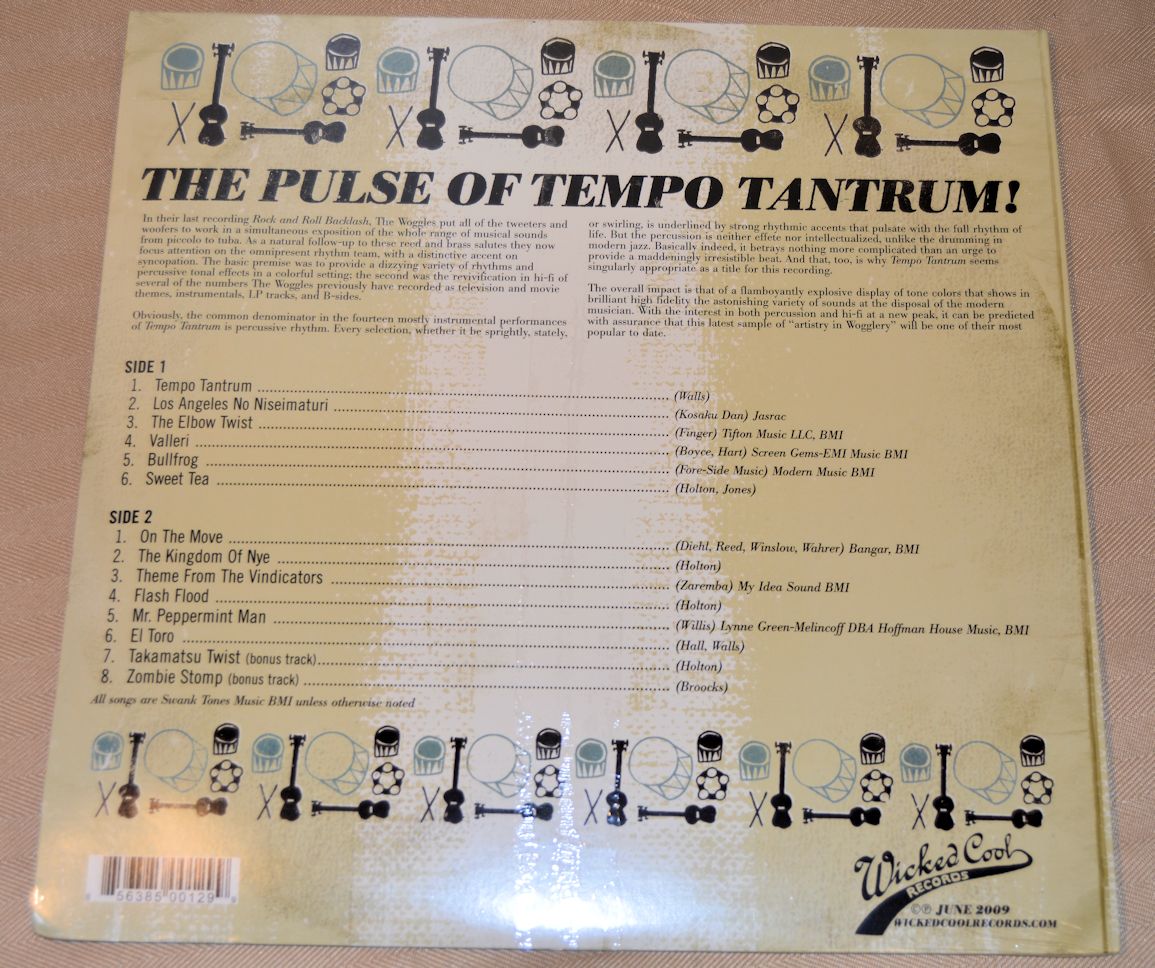 THE PULSE OF TEMPO TANTRUM!
In their last recording Rock and Roll Backlash, The Woggles put all of the tweeters and
woofers to work in a simultaneous exposition of the whole range of musical sounds
from piccolo to tuba. As a natural follow-up to these reed and brass salutes they now
focus attention on the omnipresent rhythm team, with a distinctive accent on
syncopation. The basic premise was to provide a dizzying variety of rhythms and
percussive tonal effects in a colorful setting; the second was the revivification in hi-fi of
several of the numbers The Woggles previously have recorded as television and movie
themes, instrumentals, LP tracks, and B-sides.
Obviously, the common denominator in the fourteen mostly instrumental performances
of Tempo Tantrum is percussive rhythm. Every selection, whether it be sprightly, stately,
or swirling, is underlined by strong rhythmic accents that pulsate with the full rhythm of
life. But the percussion is neither effete nor intellectualized, unlike the drumming in
modern jazz. Basically indeed, it betrays nothing more complicated than an urge to
provide a maddeningly irresistible beat. And that, too, is why Tempo Tantrum seems
singularly appropriate as a title for this recording.
The overall impact is that of a flamboyantly explosive display of tone colors that shows in
brilliant high fidelity the astonishing variety of sounds at the disposal of the modern
musician. With the interest in both percussion and hi-fi at a new peak, it can be predicted
with assurance that this latest sample of "artistry in Wogglery" will be one of their most
popular to date.
SIDE 1
1. Tempo Tantrum (Walls)
2. Los Angeles No Niseimaturi (Kosaku Dan) Jasrac
3. The Elbow Twist (Finger) Tifton Music LLC, BMI
4. Valleri (Boyce, Hart) Screen Gems-EMI Music BMI
5. Bullfrog (Fore-Side Music) Modern Music BMI
6. Sweet Tea (Holton, Jones)
SIDE 2
1. On The Move (Diehl, Reed, Winslow, Wahrer) Bangar, BMI
2. The Kingdom Of Nye (Holton)
3. Theme From The Vindicators (Zaremba) My Idea Sound BMI
4. Flash Flood (Holton)
5. Mr. Peppermint Man (Willis) Lynne Green-Melincoff DBA Hoffman House Music, BMI
6. El Toro (Hall, Walls)
7. Takamatsu Twist (bonus track) (Holton)
8. Zombie Stomp (bonus track) (Broocks)
All songs are Swank Tones Music BMI unless otherwise noted
56385 00129
Wicked Cool
RECORDS
©℗ JUNE 2009
WICKEDCOOLRECORDS.COM